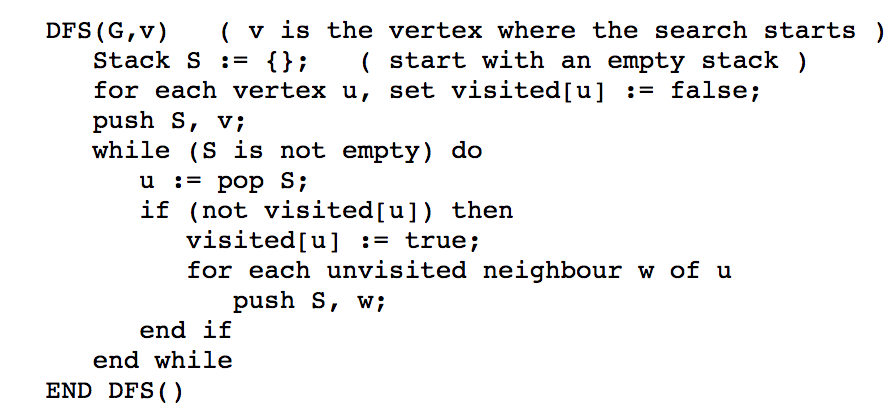 DFS(G,v)   ( v is the vertex where the search starts )
   Stack S := {};   ( start with an empty stack )
   for each vertex u, set visited[u] := false;
   push S, v;
   while (S is not empty) do
      u := pop S;
      if (not visited[u]) then
         visited[u] := true;
         for each unvisited neighbour w of u
            push S, w;
      end if
   end while
END DFS()